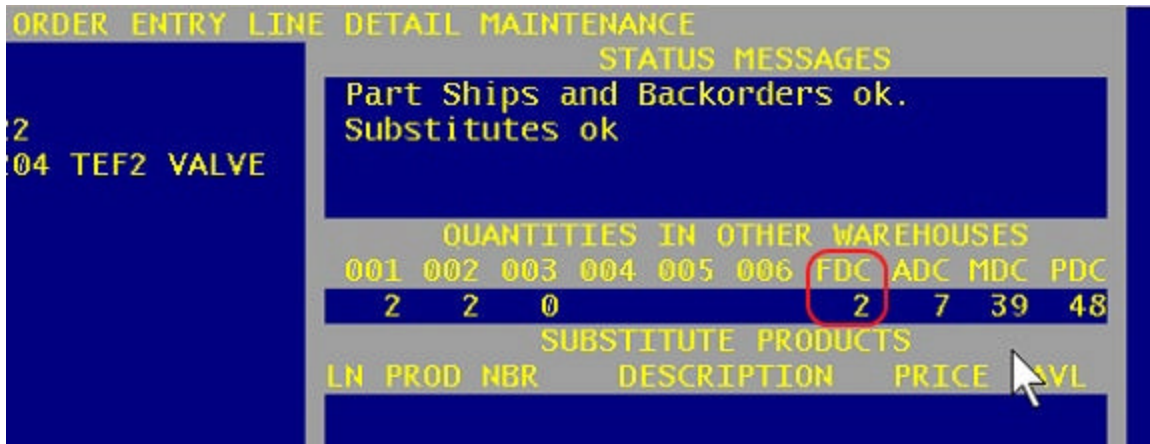 ORDER ENTRY LINE DETAIL MAINTENANCE
STATUS MESSAGES
Part Ships and Backorders ok.
Substitutes ok
22
204 TEF2 VALVE
QUANTITIES IN OTHER WAREHOUSES
001 002 003 004 005 006 FDC ADC MDC PDC
2 2 0 2 7 39 48
SUBSTITUTE PRODUCTS
LN PROD NBR DESCRIPTION PRICE AVL